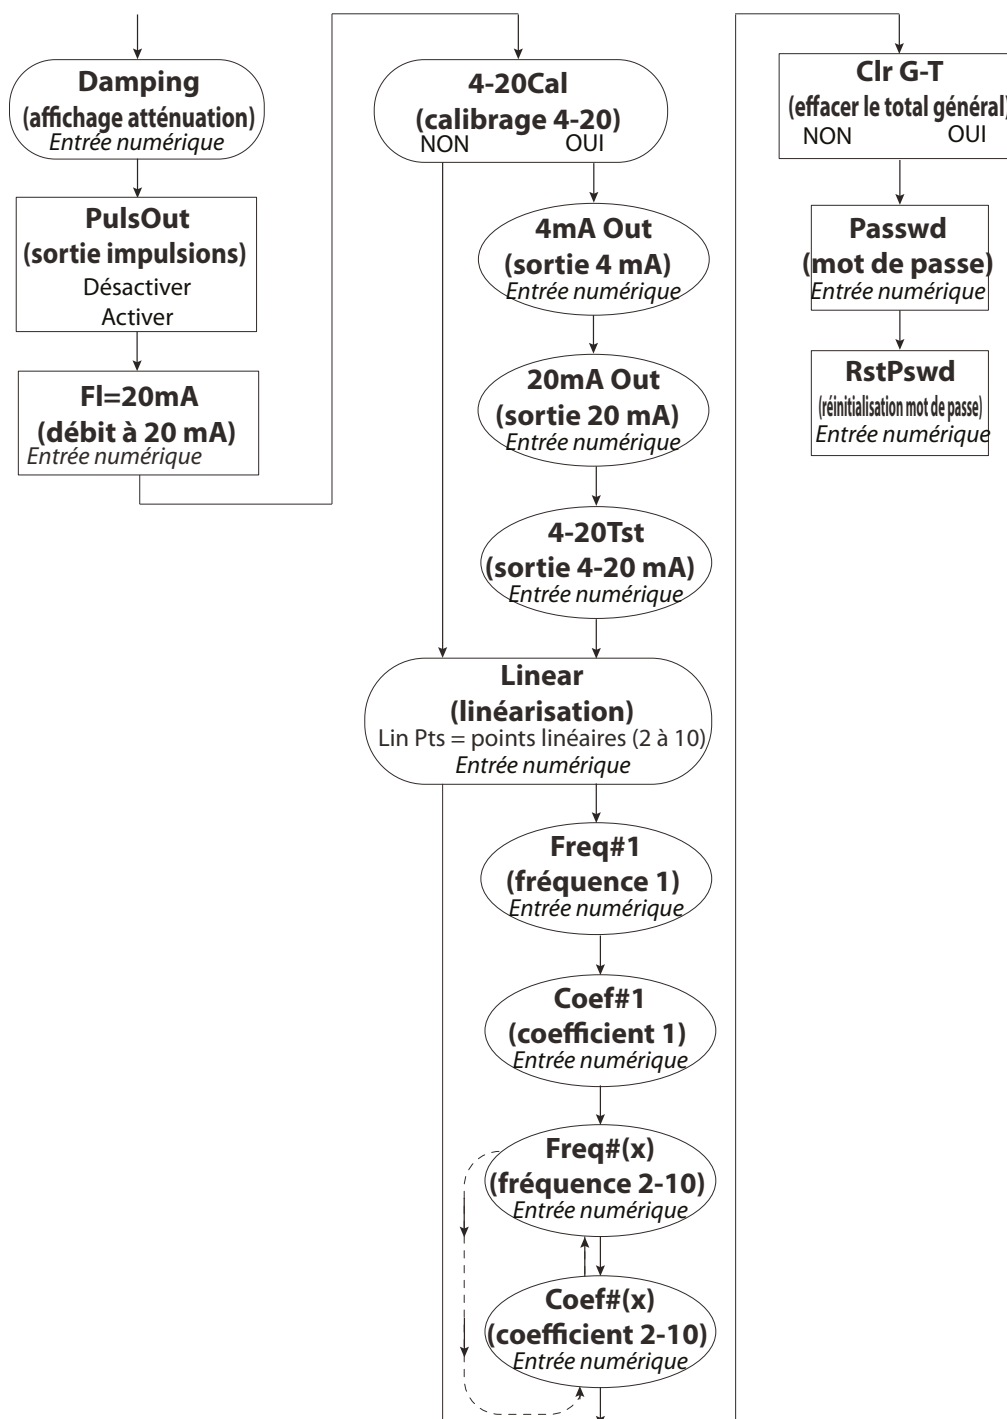 Damping
(affichage atténuation)
Entrée numérique
PulsOut
(sortie impulsions)
Désactiver
Activer
Fl=20mA
(débit à 20 mA)
Entrée numérique
4-20Cal
(calibrage 4-20)
NON OUI
4mA Out
(sortie 4 mA)
Entrée numérique
20mA Out
(sortie 20 mA)
Entrée numérique
4-20Tst
(sortie 4-20 mA)
Entrée numérique
Linear
(linéarisation)
Lin Pts = points linéaires (2 à 10)
Entrée numérique
Freq#1
(fréquence 1)
Entrée numérique
Coef#1
(coefficient 1)
Entrée numérique
Freq#(x)
(fréquence 2-10)
Entrée numérique
Coef#(x)
(coefficient 2-10)
Entrée numérique
Clr G-T
(effacer le total général)
NON OUI
Passwd
(mot de passe)
Entrée numérique
RstPswd
(réinitialisation mot de passe)
Entrée numérique